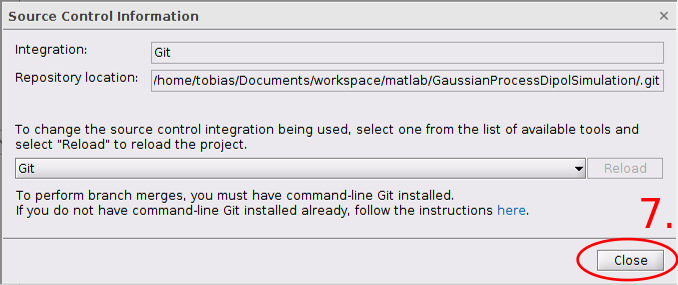 Source Control Information
Integration: Git
Repository location: /home/tobias/Documents/workspace/matlab/GaussianProcessDipolSimulation/.git
To change the source control integration being used, select one from the list of available tools and
select "Reload" to reload the project.
Git Reload
To perform branch merges, you must have command-line Git installed.
If you do not have command-line Git installed already, follow the instructions here.
7.
Close